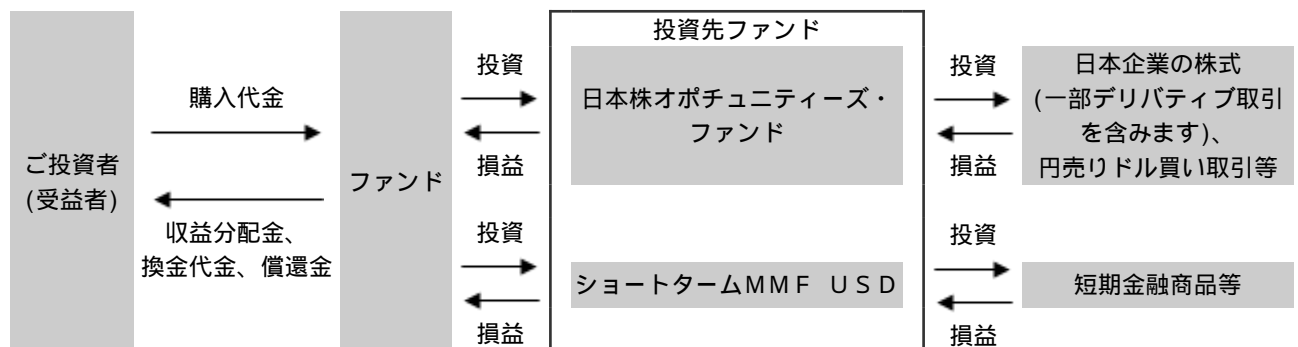 ご投資者
(受益者)
購入代金
収益分配金、
換金代金、償還金
ファンド
投資
損益
投資
損益
投資先ファンド
日本株オポチュニティーズ・
ファンド
ショートタームＭＭＦ　ＵＳＤ
投資
損益
投資
損益
日本企業の株式
(一部デリバティブ取引
を含みます)、
円売りドル買い取引等
短期金融商品等